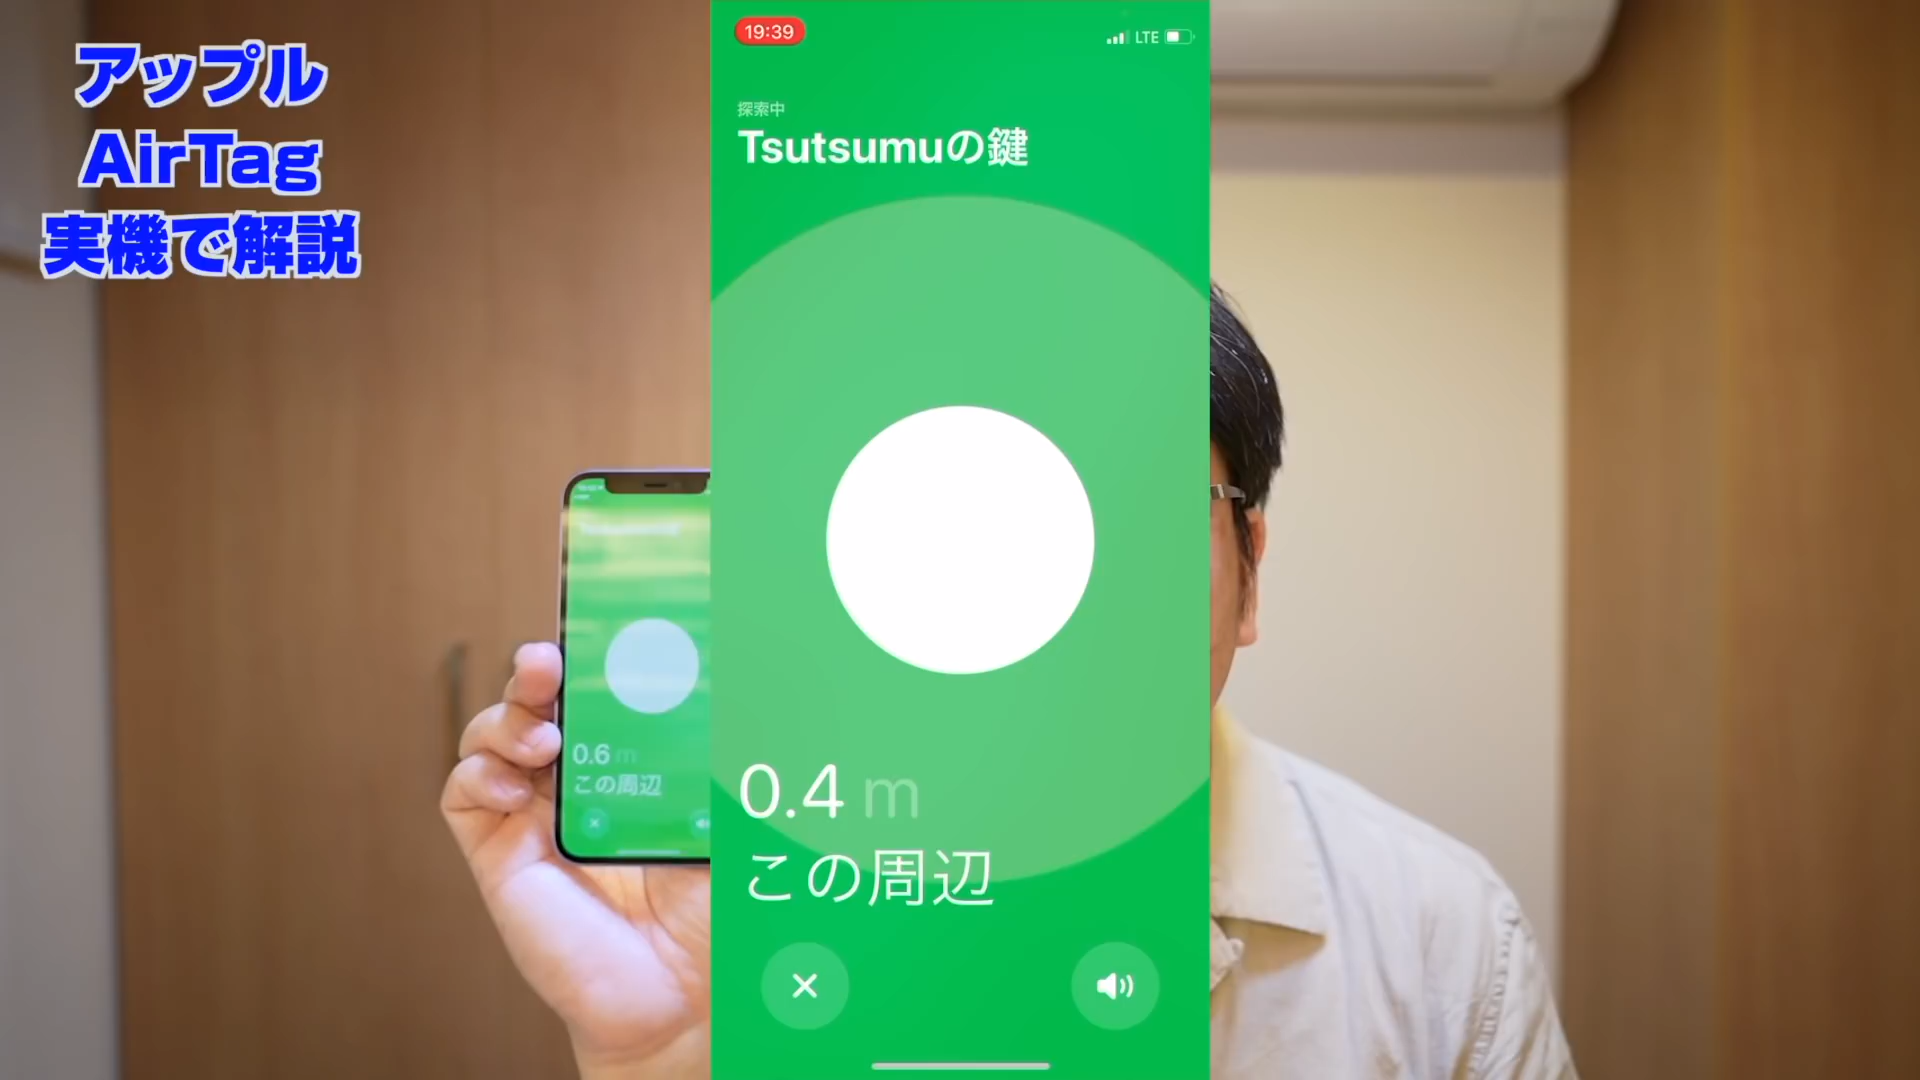 アップル
AirTag
実機で解説
19:39
LTE
探索中
Tsutsumuの鍵
0.4 m
この周辺
0.6 m
この周辺